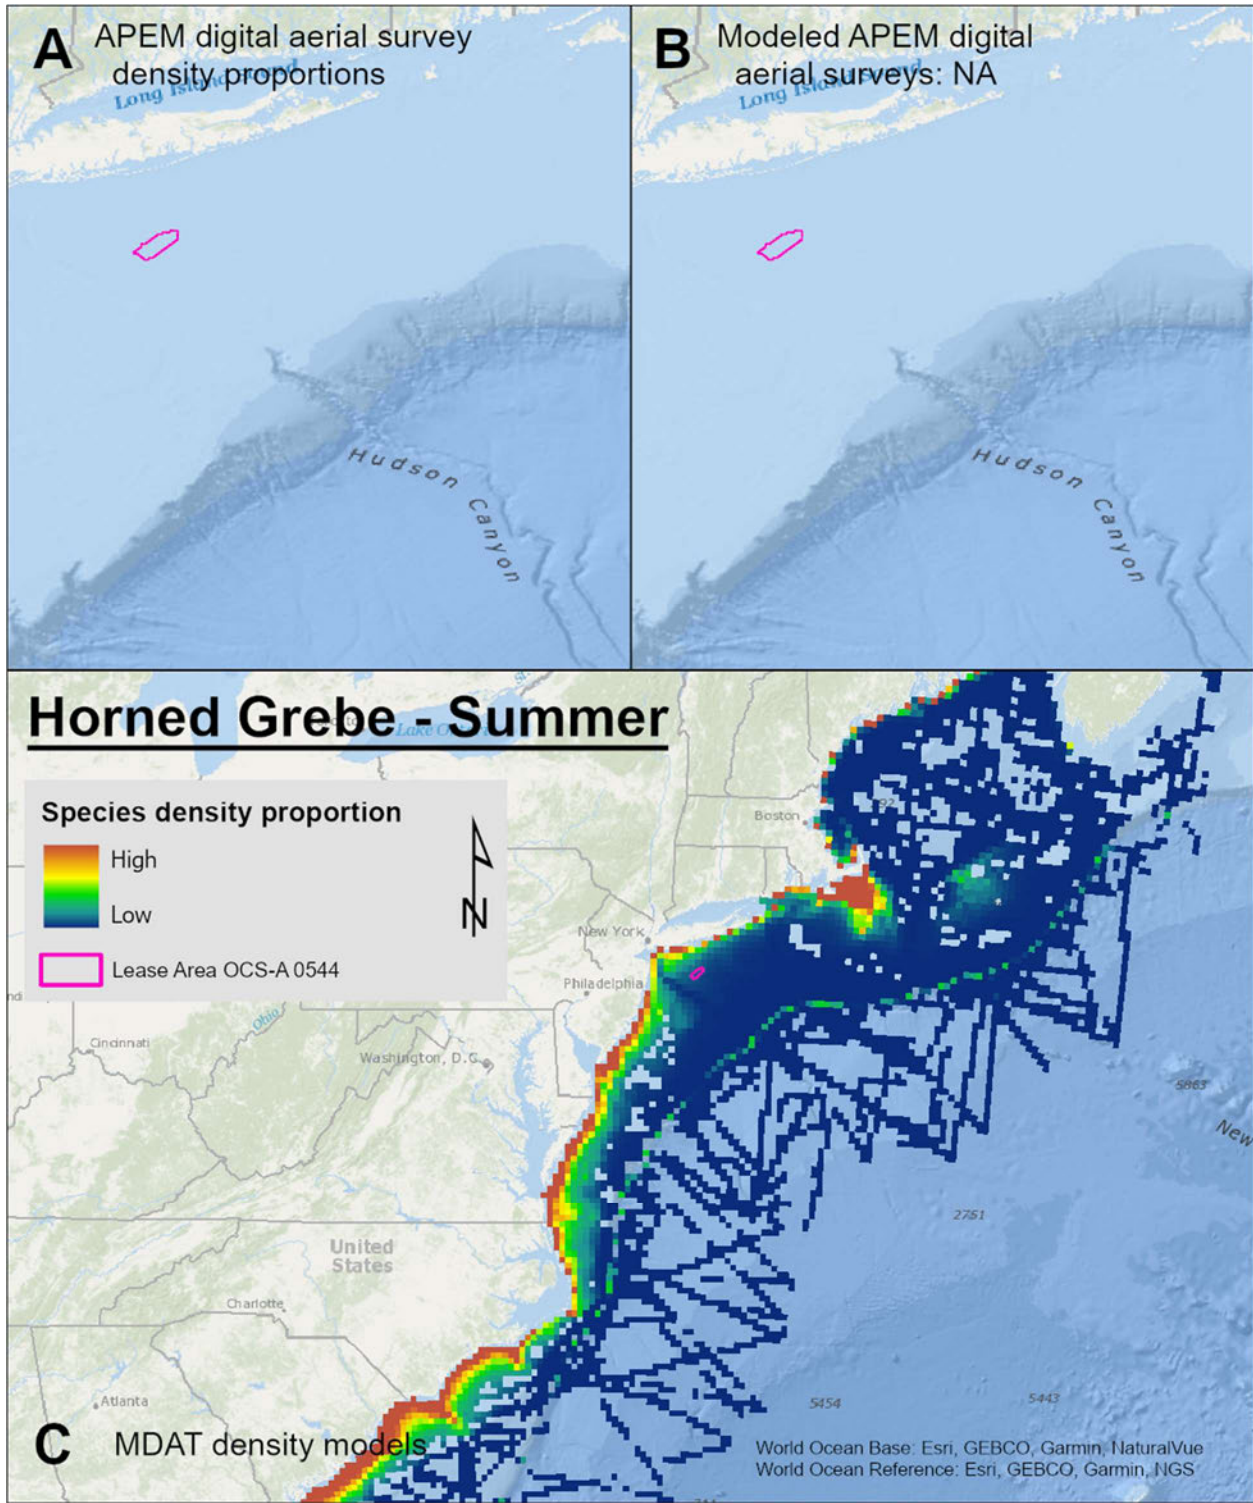 A
APEM digital aerial survey
density proportions
Long Island Sound
Hudson Canyon
B
Modeled APEM digital
aerial surveys: NA
Long Island Sound
Hudson Canyon
Horned Grebe - Summer
Species density proportion
High
Low
N
Lease Area OCS-A 0544
Boston
New York
Philadelphia
Ohio
Cincinnati
Washington, D.C.
5863
New
2751
United
States
Charlotte
Atlanta
5454
5443
C
MDAT density models
World Ocean Base: Esri, GEBCO, Garmin, NaturalVue
World Ocean Reference: Esri, GEBCO, Garmin, NGS